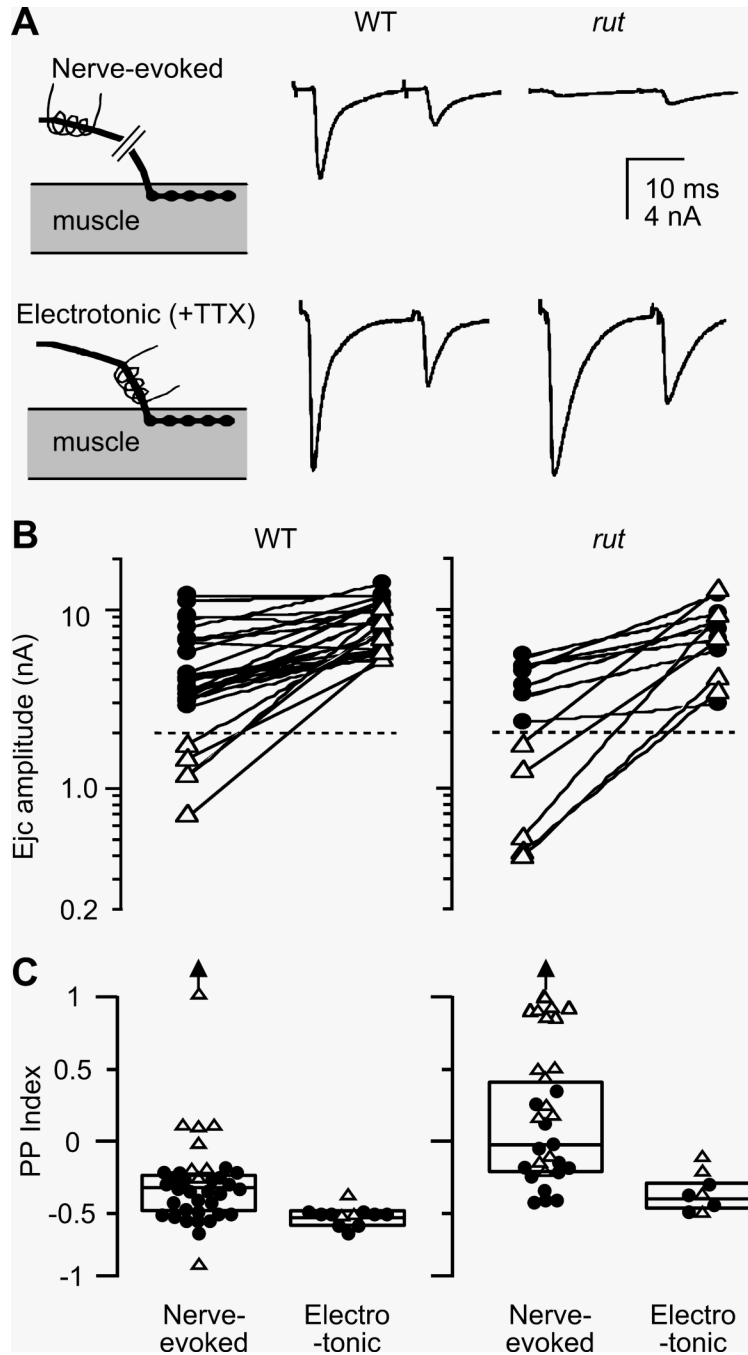 A
WT
rut
Nerve-evoked
muscle
10 ms
4 nA
Electrotonic (+TTX)
muscle
B
WT
rut
Ejc amplitude (nA)
10
1.0
0.2
C
PP Index
1
0.5
0
-0.5
-1
Nerve-
evoked
Electro
-tonic
Nerve-
evoked
Electro
-tonic